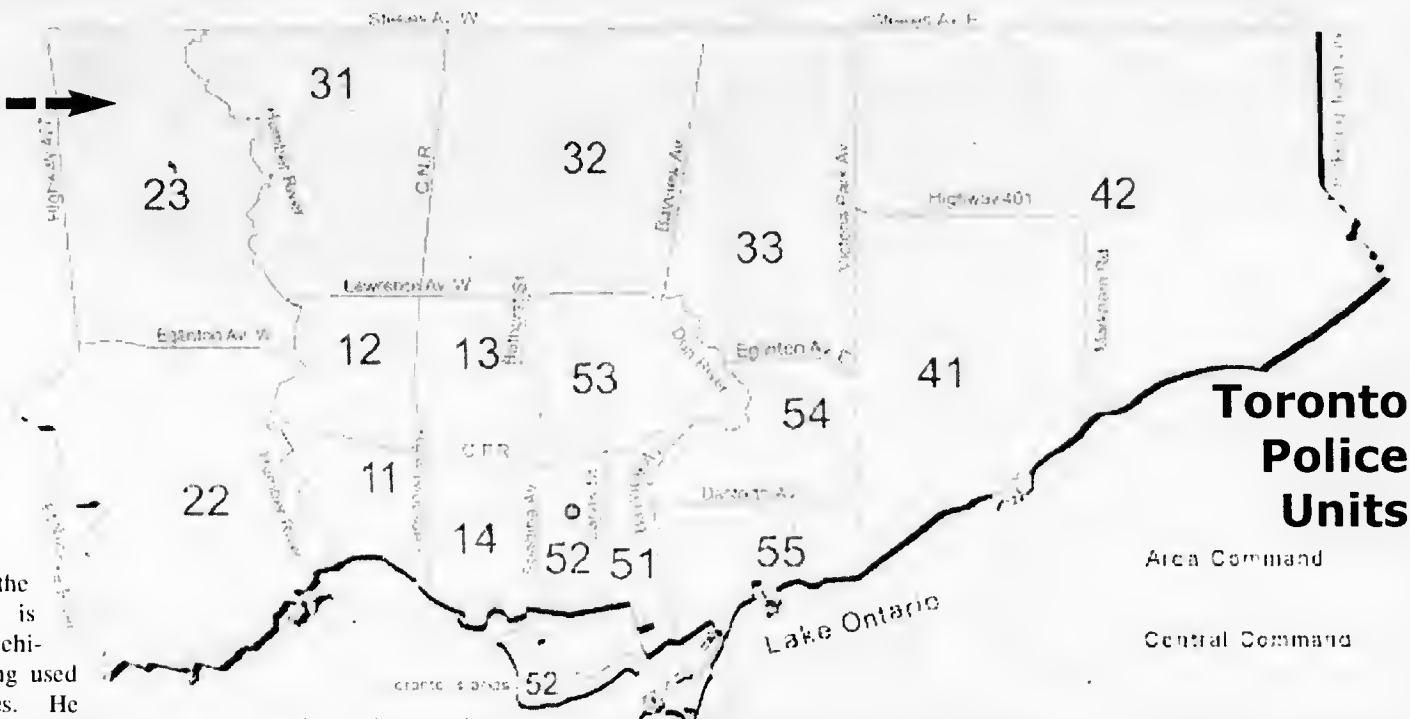 Steeles Av. W
Steeles Av. E
31
32
42
23
33
Highway 401
Humber River
C.N.R
Bayview Av
Victoria Park Av
Markham Rd
Lawrence Av. W
Bathurst St
Eglinton Av. W
12
13
53
Don River
Eglinton Av. E
41
54
Toronto
Police
Units
22
Humber River
11
C.P.R
14
Spadina Av
52
51
Danforth Av
55
Lake Ontario
Area Command
Central Command
52
the
is
chi-
ng used
es. He